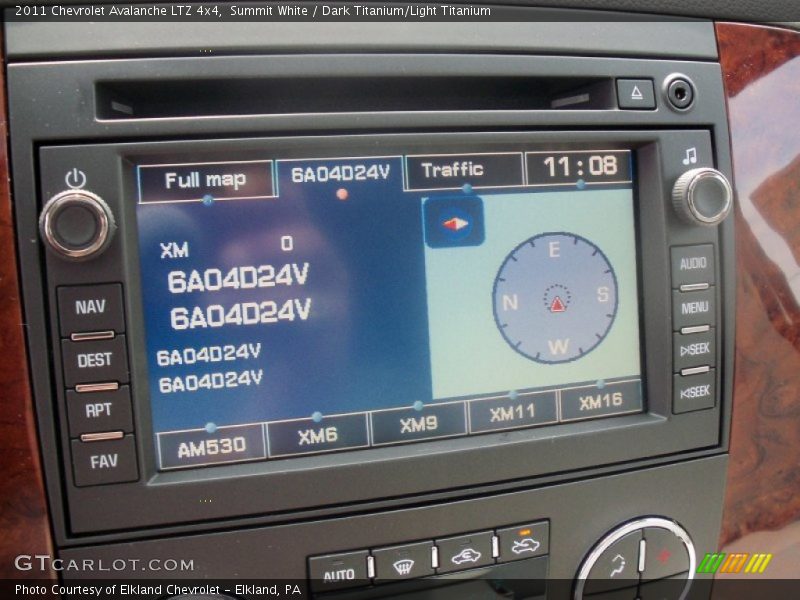 2011 Chevrolet Avalanche LTZ 4x4, Summit White / Dark Titanium/Light Titanium
Full map 6A04D24V Traffic 11:08
XM 0
6A04D24V
6A04D24V
6A04D24V
6A04D24V
E
N S
W
AM530 XM6 XM9 XM11 XM16
NAV
DEST
RPT
FAV
AUDIO
MENU
SEEK
SEEK
AUTO
GTCARLOT.COM
Photo Courtesy of Elkland Chevrolet - Elkland, PA